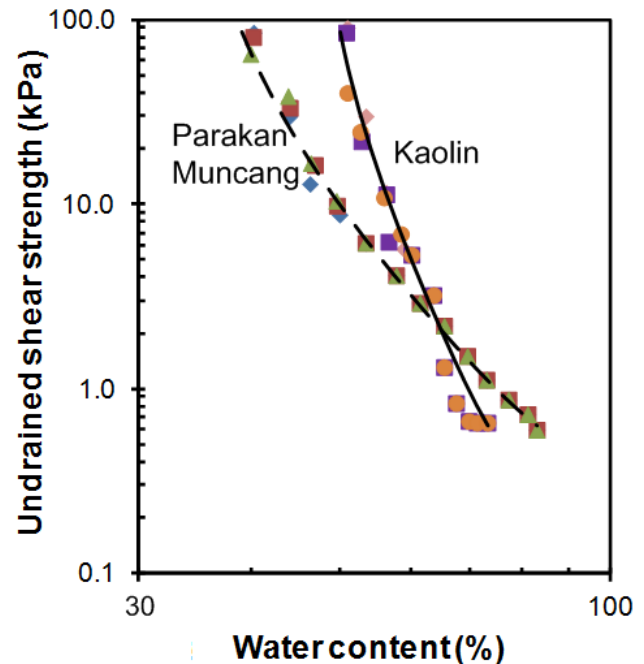 Undrained shear strength (kPa)
100.0
10.0
1.0
0.1
Parakan
Muncang
Kaolin
30
100
Water content (%)